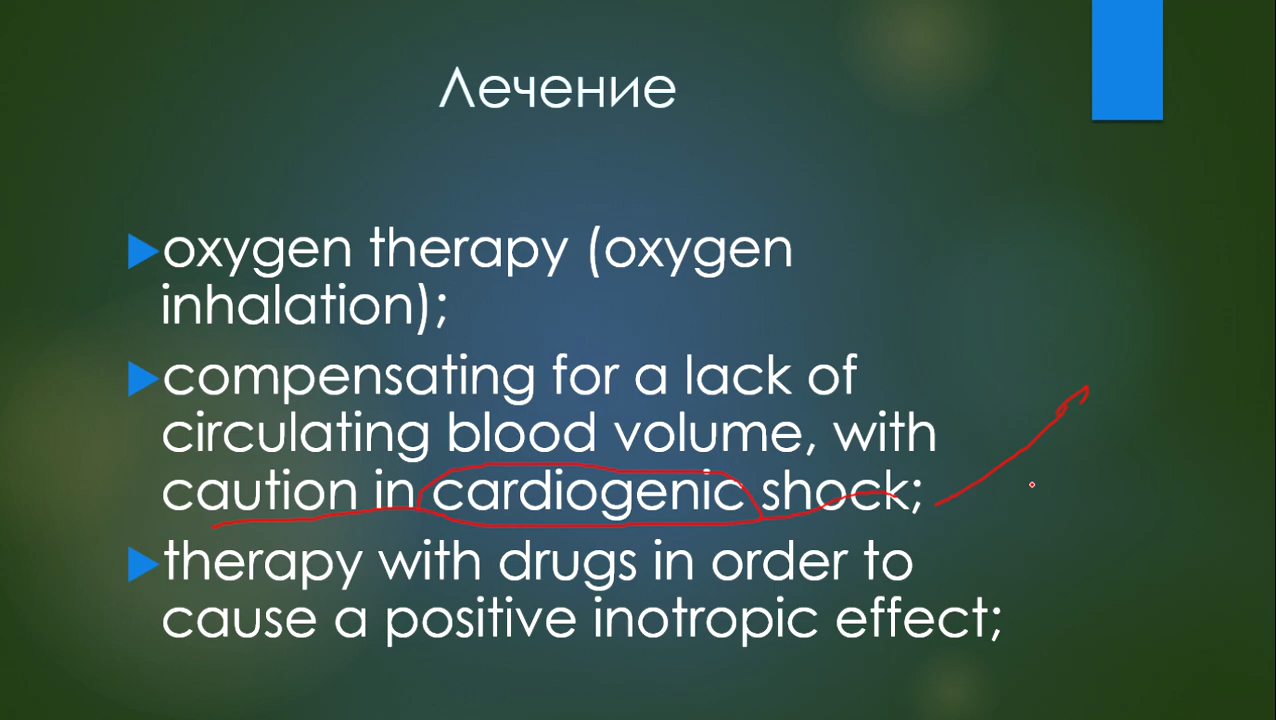 Лечение
oxygen therapy (oxygen
inhalation);
compensating for a lack of
circulating blood volume, with
caution in cardiogenic shock;
therapy with drugs in order to
cause a positive inotropic effect;